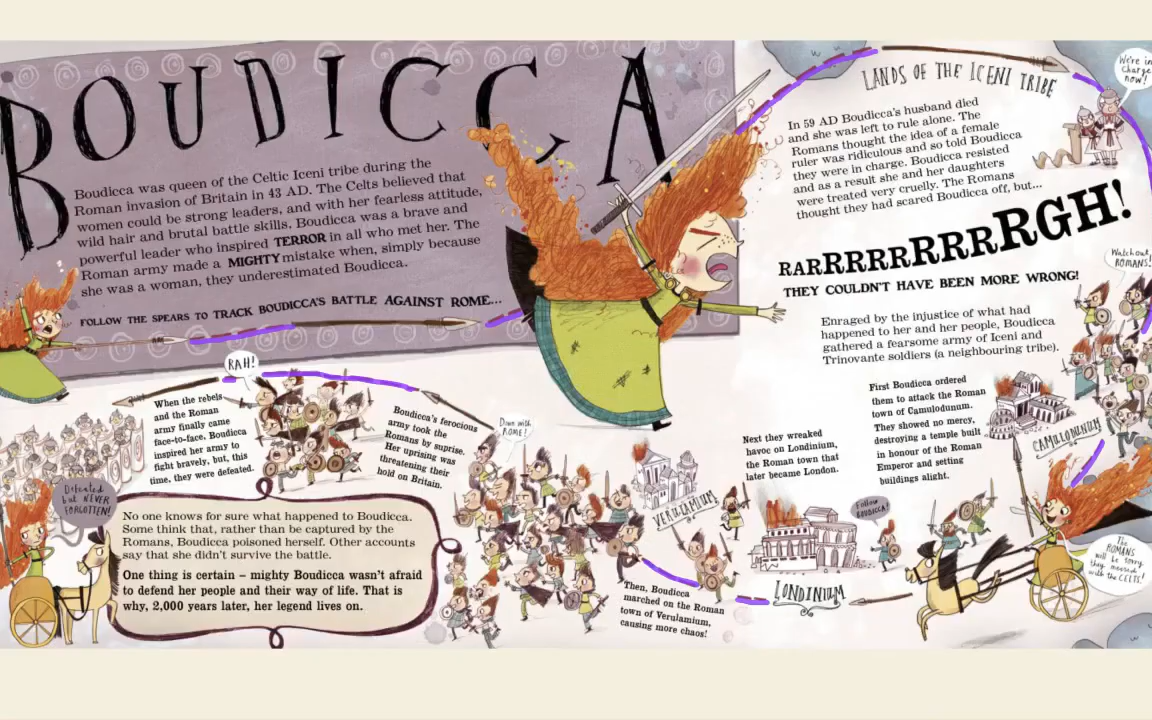 BOUDICCA
Boudicca was queen of the Celtic Iceni tribe during the
Roman invasion of Britain in 43 AD. The Celts believed that
women could be strong leaders, and with her fearless attitude,
wild hair and brutal battle skills, Boudicca was a brave and
powerful leader who inspired TERROR in all who met her. The
Roman army made a MIGHTY mistake when, simply because
she was a woman, they underestimated Boudicca.
FOLLOW THE SPEARS TO TRACK BOUDICCA'S BATTLE AGAINST ROME...
LANDS OF THE ICENI TRIBE
We're in
charge
now!
In 59 AD Boudicca's husband died
and she was left to rule alone. The
Romans thought the idea of a female
ruler was ridiculous and so told Boudicca
they were in charge. Boudicca resisted
and as a result she and her daughters
were treated very cruelly. The Romans
thought they had scared Boudicca off, but...
RARRRRRRRRRRGH!
THEY COULDN'T HAVE BEEN MORE WRONG!
Watch out
ROMANS!
Enraged by the injustice of what had
happened to her and her people, Boudicca
gathered a fearsome army of Iceni and
Trinovante soldiers (a neighbouring tribe).
First Boudicca ordered
them to attack the Roman
town of Camulodunum.
They showed no mercy,
destroying a temple built
in honour of the Roman
Emperor and setting
buildings alight.
CAMULODUNUM
The
ROMANS
will be sorry
they messed
with the CELTS!
Next they wreaked
havoc on Londinium,
the Roman town that
later became London.
Follow
BOUDICCA!
LONDINIUM
VERULAMIUM
Then, Boudicca
marched on the Roman
town of Verulamium,
causing more chaos!
Down with
ROME!
Boudicca's ferocious
army took the
Romans by suprise.
Her uprising was
threatening their
hold on Britain.
RAH!
When the rebels
and the Roman
army finally came
face-to-face, Boudicca
inspired her army to
fight bravely, but, this
time, they were defeated.
Defeated
but NEVER
FORGOTTEN!
No one knows for sure what happened to Boudicca.
Some think that, rather than be captured by the
Romans, Boudicca poisoned herself. Other accounts
say that she didn't survive the battle.
One thing is certain – mighty Boudicca wasn't afraid
to defend her people and their way of life. That is
why, 2,000 years later, her legend lives on.